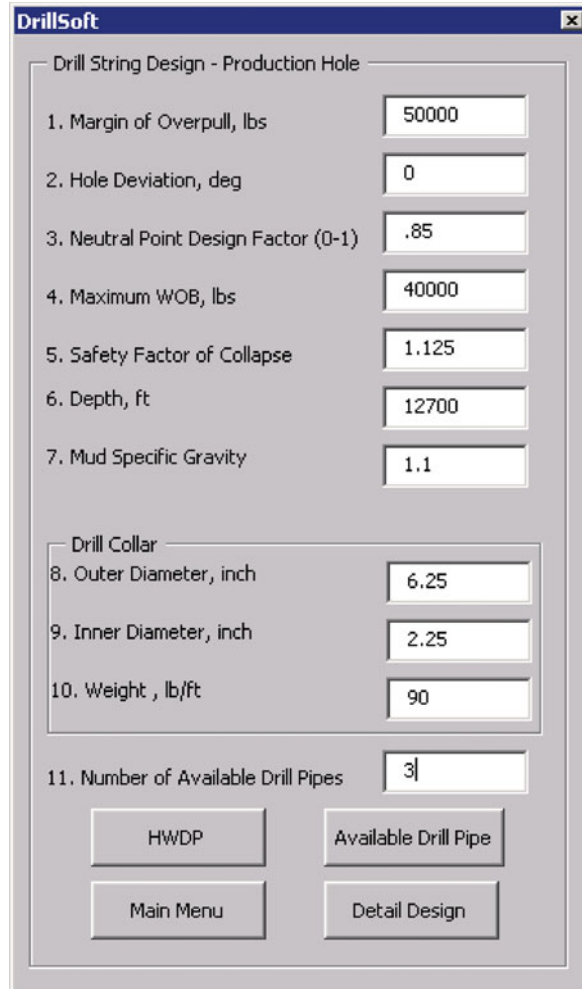 DrillSoft
Drill String Design - Production Hole
1. Margin of Overpull, lbs 50000
2. Hole Deviation, deg 0
3. Neutral Point Design Factor (0-1) .85
4. Maximum WOB, lbs 40000
5. Safety Factor of Collapse 1.125
6. Depth, ft 12700
7. Mud Specific Gravity 1.1
Drill Collar
8. Outer Diameter, inch 6.25
9. Inner Diameter, inch 2.25
10. Weight , lb/ft 90
11. Number of Available Drill Pipes 3
HWDP Available Drill Pipe
Main Menu Detail Design